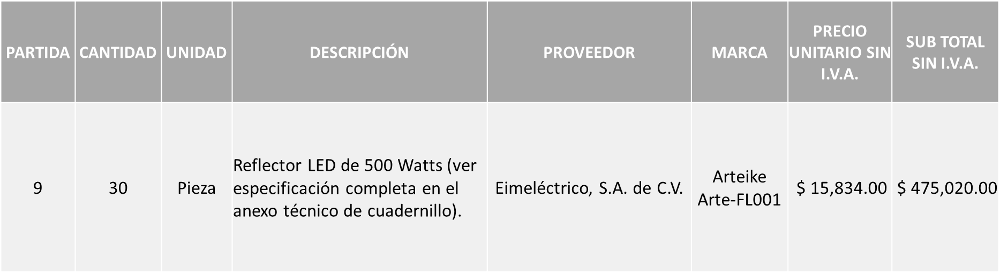 PARTIDA
CANTIDAD
UNIDAD
DESCRIPCIÓN
PROVEEDOR
MARCA
PRECIO
UNITARIO SIN
I.V.A.
SUB TOTAL
SIN I.V.A.
9
30
Pieza
Reflector LED de 500 Watts (ver
especificación completa en el
anexo técnico de cuadernillo).
Eimeléctrico, S.A. de C.V.
Arteike
Arte-FL001
$ 15,834.00
$ 475,020.00